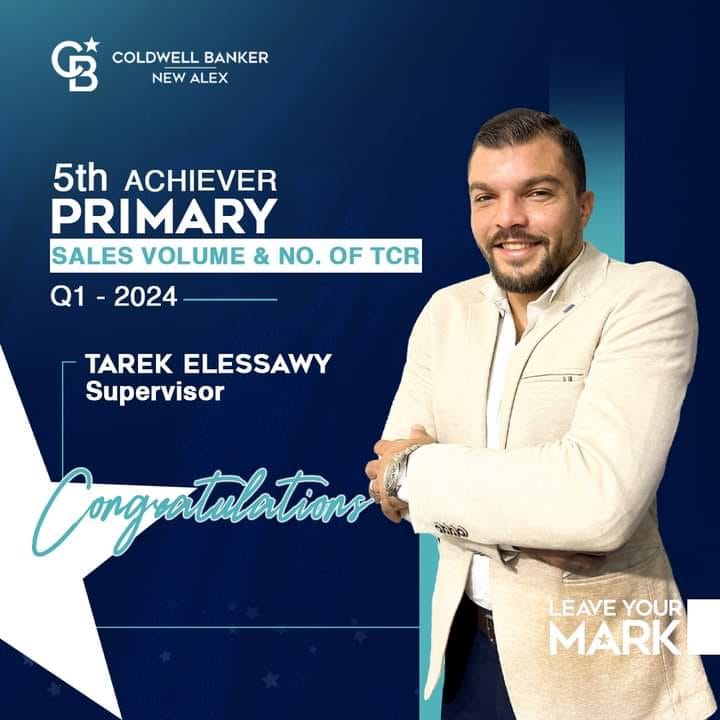 CB
COLDWELL BANKER
NEW ALEX
5th ACHIEVER
PRIMARY
SALES VOLUME & NO. OF TCR
Q1 - 2024
TAREK ELESSAWY
Supervisor
Congratulations
LEAVE YOUR
MARK